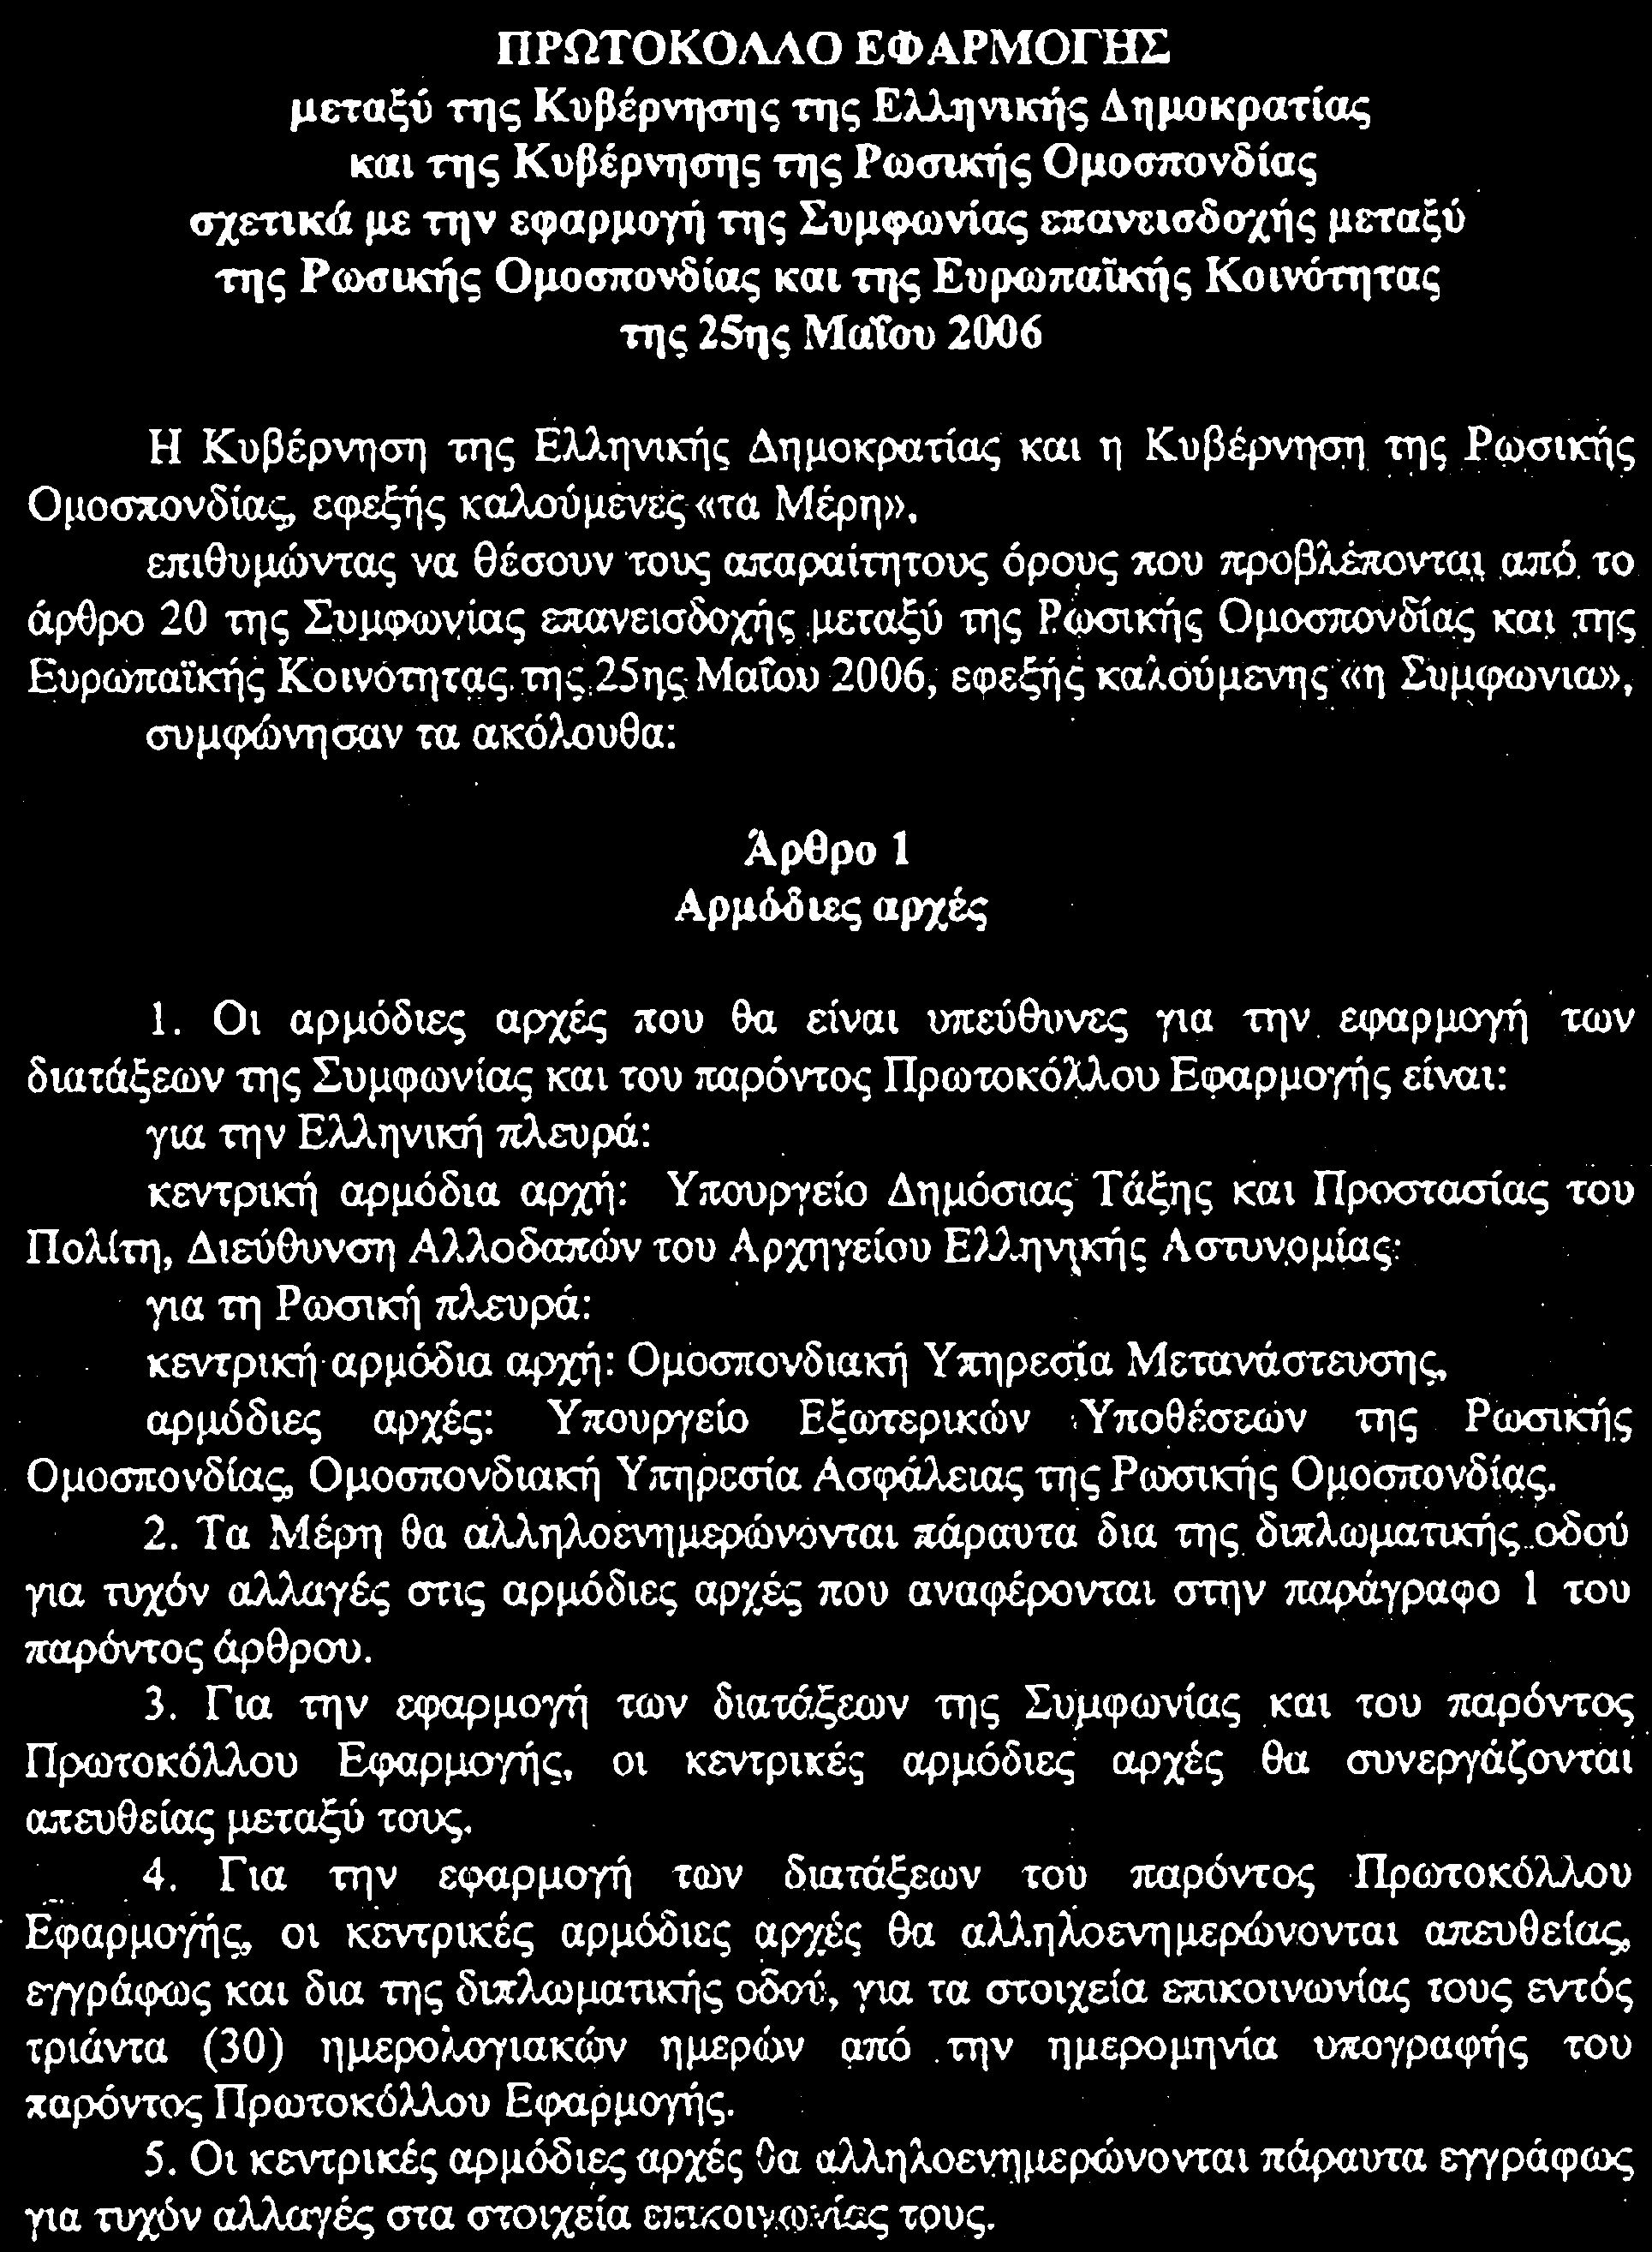 ΠΡΩΤΟΚΟΛΛΟ ΕΦΑΡΜΟΓΗΣ
μεταξύ της Κυβέρνησης της Ελληνικής Δημοκρατίας
και της Κυβέρνησης της Ρωσικής Ομοσπονδίας
σχετικά με την εφαρμογή της Συμφωνίας επανεισδοχής μεταξύ
της Ρωσικής Ομοσπονδίας και της Ευρωπαϊκής Κοινότητας
της 25ης Μαΐου 2006
Η Κυβέρνηση της Ελληνικής Δημοκρατίας και η Κυβέρνηση της Ρωσικής
Ομοσπονδίας, εφεξής καλούμενες «τα Μέρη»,
επιθυμώντας να θέσουν τους απαραίτητους όρους που προβλέπονται από το
άρθρο 20 της Συμφωνίας επανεισδοχής μεταξύ της Ρωσικής Ομοσπονδίας και της
Ευρωπαϊκής Κοινότητας της 25ης Μαΐου 2006, εφεξής καλούμενης «η Συμφωνια»,
συμφώνησαν τα ακόλουθα:
Άρθρο 1
Αρμόδιες αρχές
1. Οι αρμόδιες αρχές που θα είναι υπεύθυνες για την εφαρμογή των
διατάξεων της Συμφωνίας και του παρόντος Πρωτοκόλλου Εφαρμογής είναι:
για την Ελληνική πλευρά:
κεντρική αρμόδια αρχή: Υπουργείο Δημόσιας Τάξης και Προστασίας του
Πολίτη, Διεύθυνση Αλλοδαπών του Αρχηγείου Ελληνικής Αστυνομίας·
για τη Ρωσική πλευρά:
κεντρική αρμόδια αρχή: Ομοσπονδιακή Υπηρεσία Μετανάστευσης,
αρμόδιες αρχές: Υπουργείο Εξωτερικών Υποθέσεων της Ρωσικής
Ομοσπονδίας, Ομοσπονδιακή Υπηρεσία Ασφάλειας της Ρωσικής Ομοσπονδίας.
2. Τα Μέρη θα αλληλοενημερώνονται πάραυτα δια της διπλωματικής οδού
για τυχόν αλλαγές στις αρμόδιες αρχές που αναφέρονται στην παράγραφο 1 του
παρόντος άρθρου.
3. Για την εφαρμογή των διατάξεων της Συμφωνίας και του παρόντος
Πρωτοκόλλου Εφαρμογής, οι κεντρικές αρμόδιες αρχές θα συνεργάζονται
απευθείας μεταξύ τους.
4. Για την εφαρμογή των διατάξεων του παρόντος Πρωτοκόλλου
Εφαρμογής, οι κεντρικές αρμόδιες αρχές θα αλληλοενημερώνονται απευθείας,
εγγράφως και δια της διπλωματικής οδού, για τα στοιχεία επικοινωνίας τους εντός
τριάντα (30) ημερολογιακών ημερών από την ημερομηνία υπογραφής του
παρόντος Πρωτοκόλλου Εφαρμογής.
5. Οι κεντρικές αρμόδιες αρχές θα αλληλοενημερώνονται πάραυτα εγγράφως
για τυχόν αλλαγές στα στοιχεία επικοινωνίας τους.